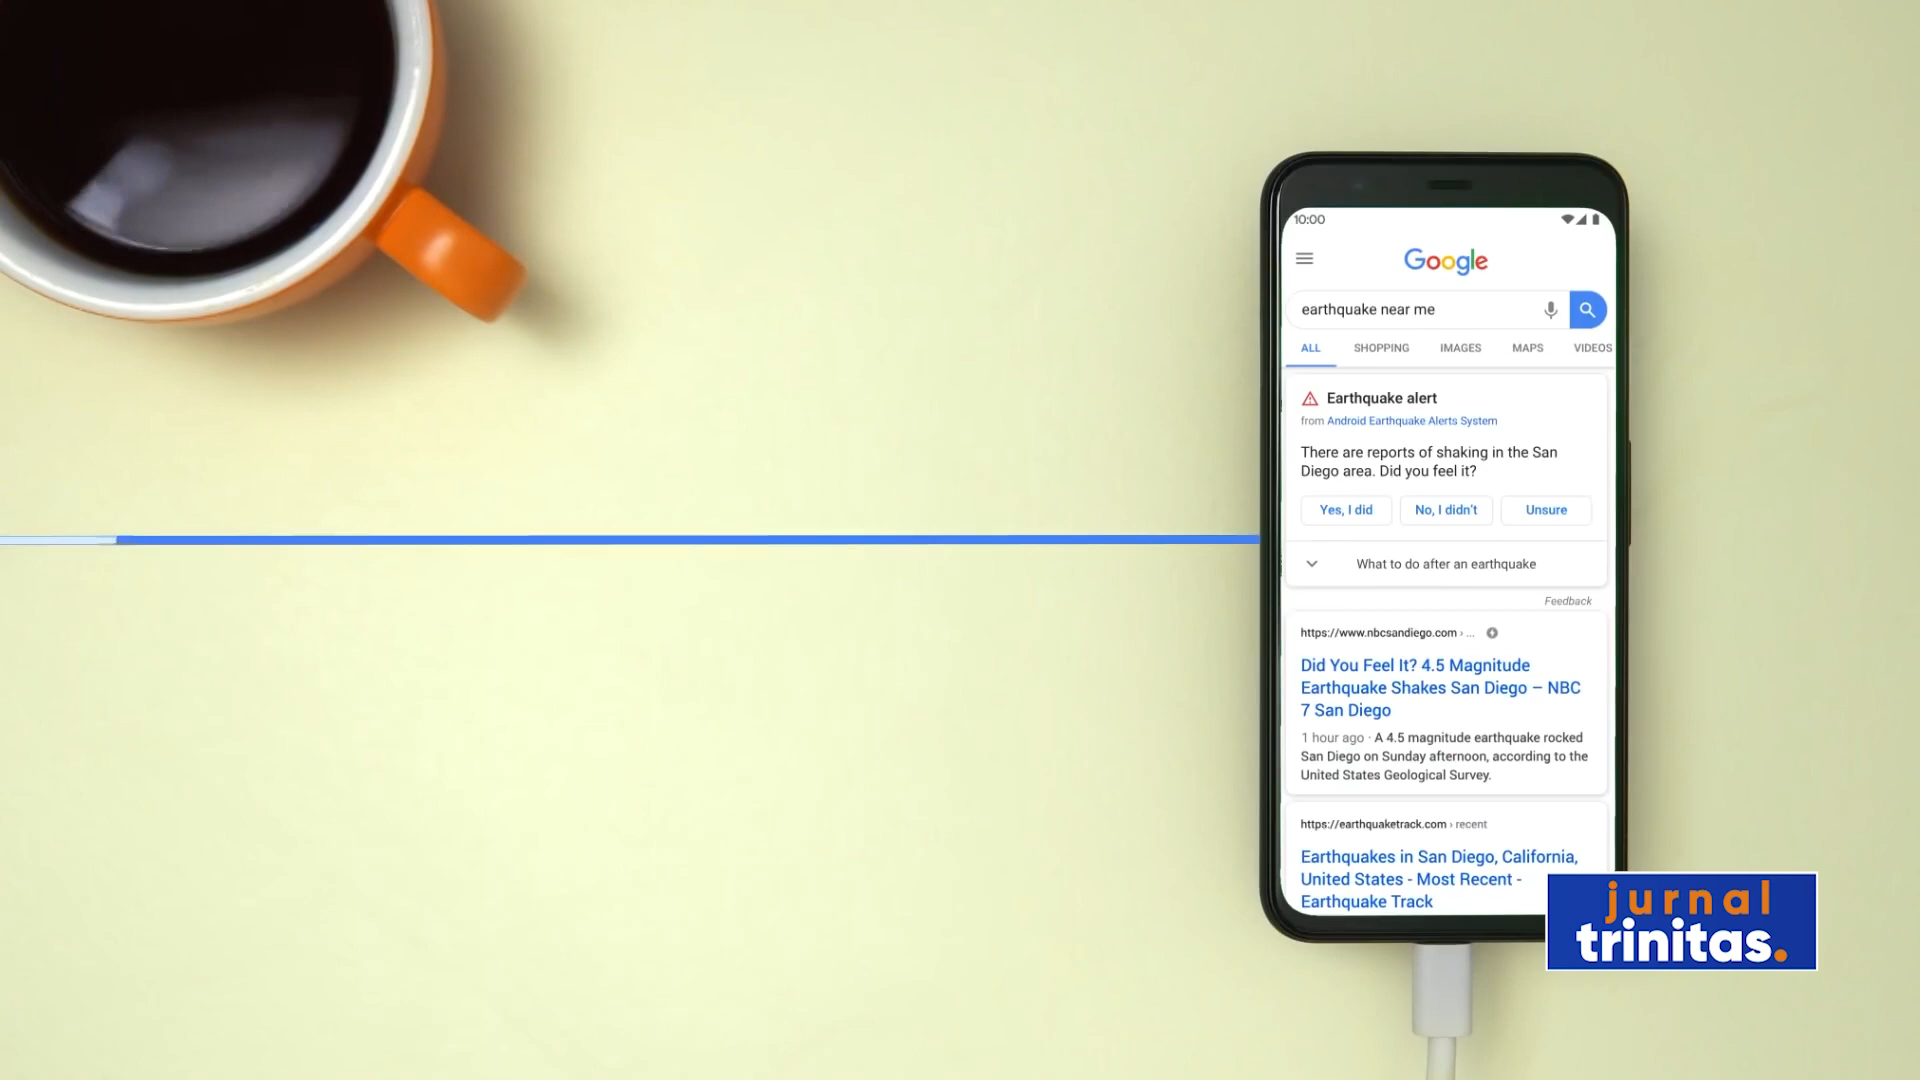 10:00
Google
earthquake near me
ALL SHOPPING IMAGES MAPS VIDEOS
Earthquake alert
from Android Earthquake Alerts System
There are reports of shaking in the San
Diego area. Did you feel it?
Yes, I did No, I didn't Unsure
What to do after an earthquake
Feedback
https://www.nbcsandiego.com › ...
Did You Feel It? 4.5 Magnitude
Earthquake Shakes San Diego – NBC
7 San Diego
1 hour ago · A 4.5 magnitude earthquake rocked
San Diego on Sunday afternoon, according to the
United States Geological Survey.
https://earthquaketrack.com › recent
Earthquakes in San Diego, California,
United States - Most Recent -
Earthquake Track
jurnal
trinitas.